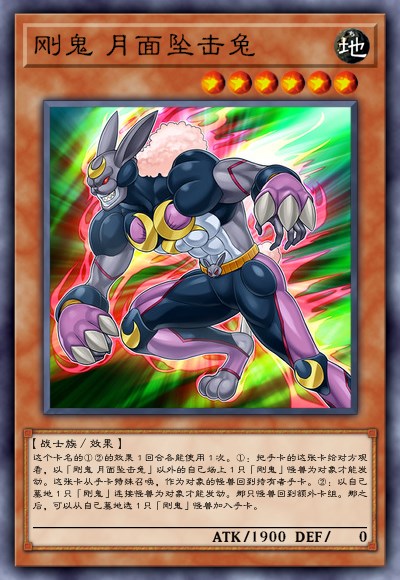 刚鬼 月面坠击兔
地
【战士族／效果】
这个卡名的①②的效果1回合各能使用1次。①：把手卡的这张卡给对方观
看，以「刚鬼 月面坠击兔」以外的自己场上1只「刚鬼」怪兽为对象才能发
动。这张卡从手卡特殊召唤，作为对象的怪兽回到持有者手卡。②：以自己
墓地1只「刚鬼」连接怪兽为对象才能发动。那只怪兽回到额外卡组。那之
后，可以从自己墓地选1只「刚鬼」怪兽加入手卡。
ATK/1900 DEF/ 0